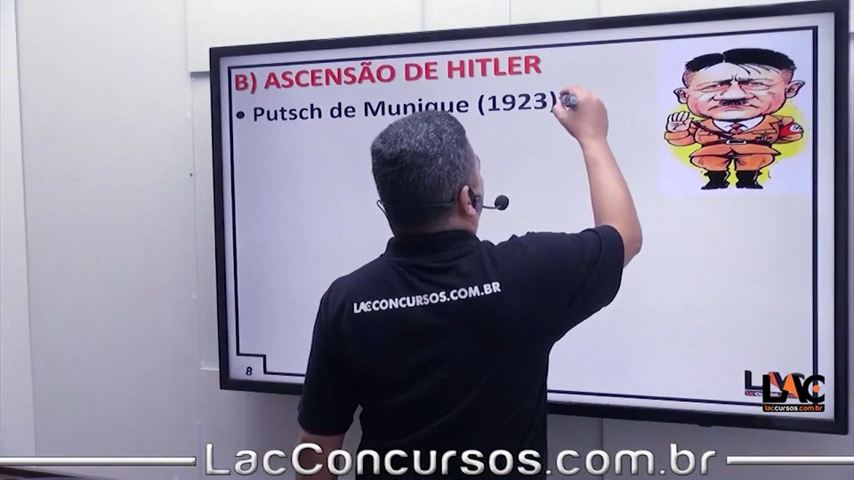 B) ASCENSÃO DE HITLER
• Putsch de Munique (1923)
LACCONCURSOS.COM.BR
8
LAC
laccursos.com.br
LacConcursos.com.br